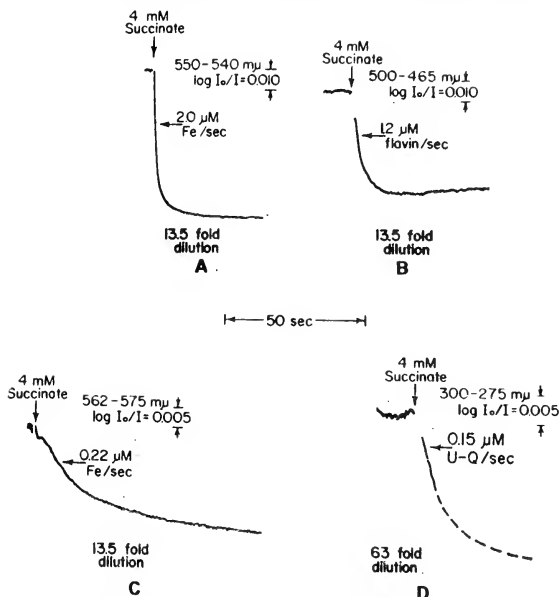 4 mM
Succinate
550-540 mμ
log I₀/I=0.010
2.0 μM
Fe/sec
13.5 fold
dilution
A
4 mM
Succinate
500-465 mμ
log I₀/I=0.010
1.2 μM
flavin/sec
13.5 fold
dilution
B
50 sec
4 mM
Succinate
562-575 mμ
log I₀/I=0.005
0.22 μM
Fe/sec
13.5 fold
dilution
C
4 mM
Succinate
300-275 mμ
log I₀/I=0.005
0.15 μM
U-Q/sec
63 fold
dilution
D